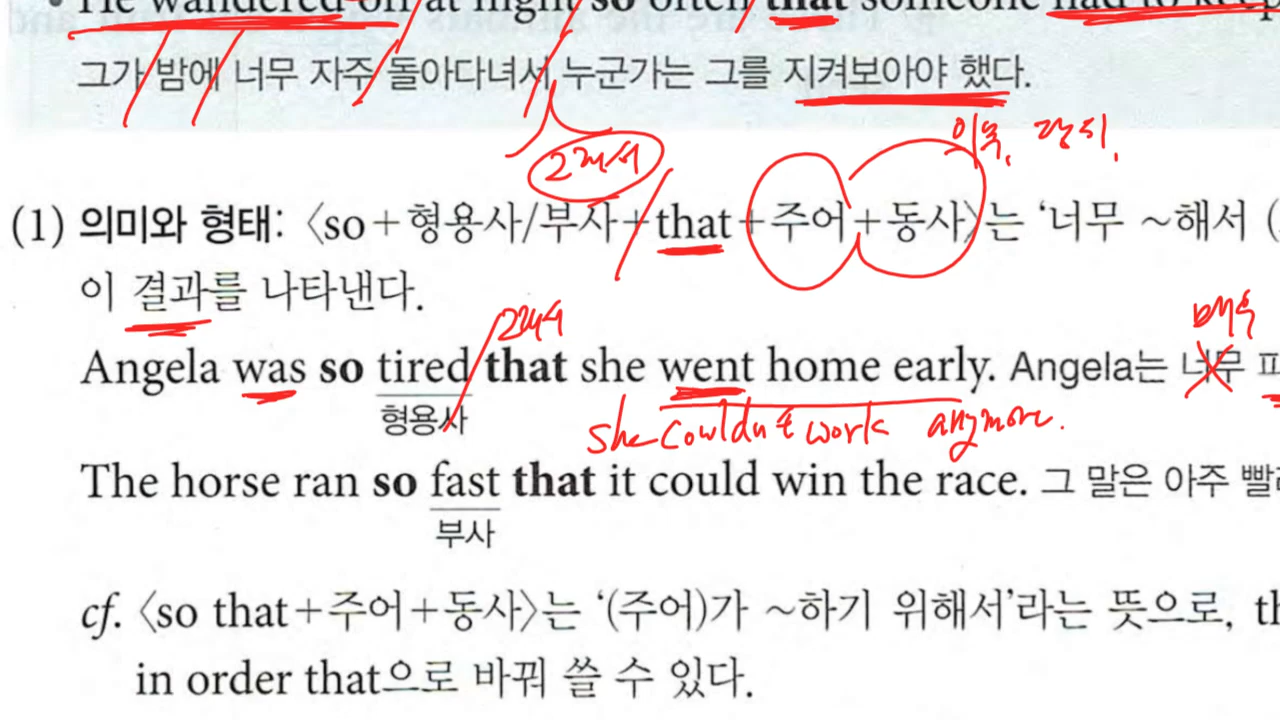 He wandered off at night so often that someone had to keep
그가 밤에 너무 자주 돌아다녀서 누군가는 그를 지켜보아야 했다.
그래서
(1) 의미와 형태: 〈so+형용사/부사+that+주어+동사〉는 ‘너무 ~해서 (
이 결과를 나타낸다.
그래서
매우
Angela was so tired that she went home early. Angela는 너무 피
형용사
she couldn't work anymore.
The horse ran so fast that it could win the race. 그 말은 아주 빨라
부사
cf. 〈so that+주어+동사〉는 ‘(주어)가 ~하기 위해서’라는 뜻으로, th
in order that으로 바꿔 쓸 수 있다.